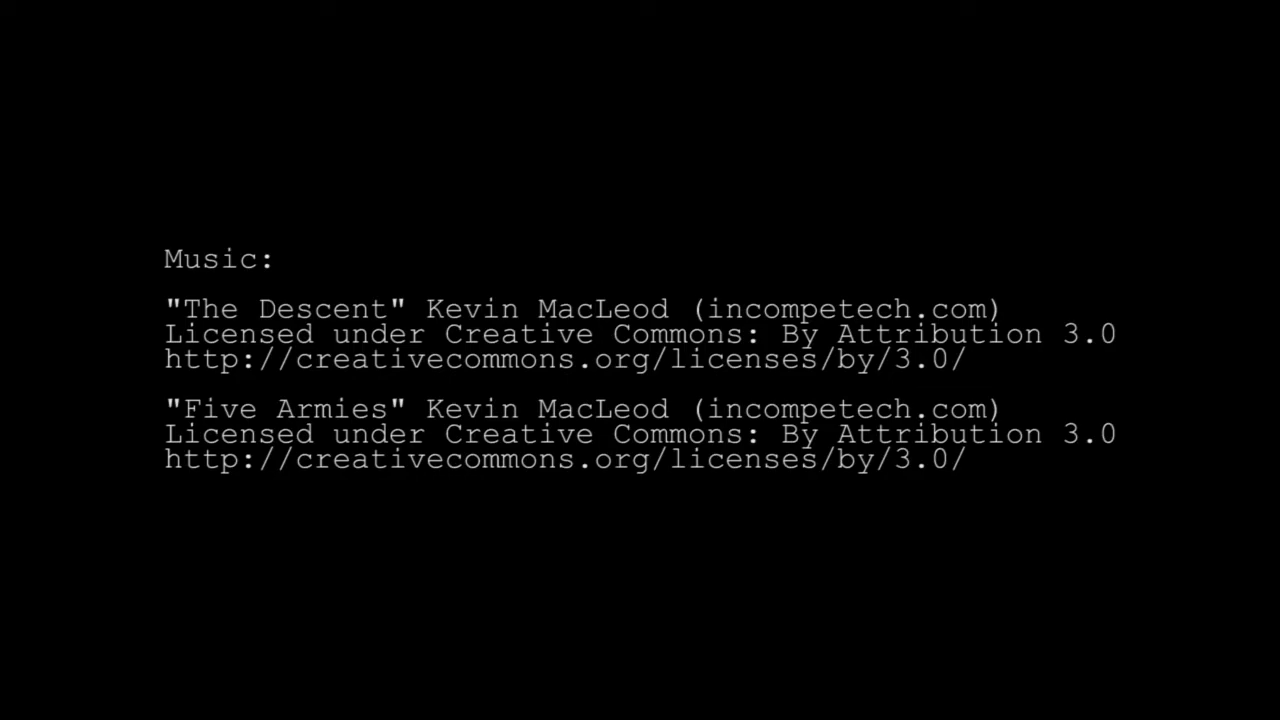 Music:
"The Descent" Kevin MacLeod (incompetech.com)
Licensed under Creative Commons: By Attribution 3.0
http://creativecommons.org/licenses/by/3.0/
"Five Armies" Kevin MacLeod (incompetech.com)
Licensed under Creative Commons: By Attribution 3.0
http://creativecommons.org/licenses/by/3.0/